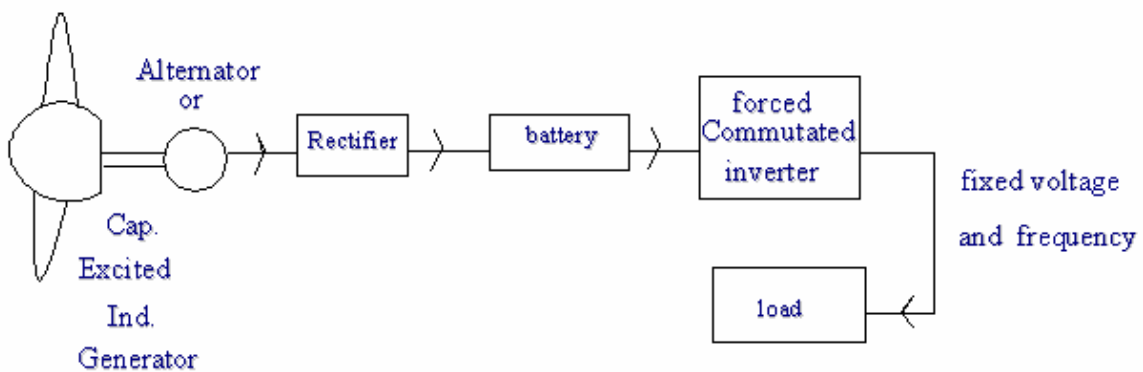 Alternator
or
Cap.
Excited
Ind.
Generator
Rectifier
battery
forced
Commutated
inverter
fixed voltage
and frequency
load